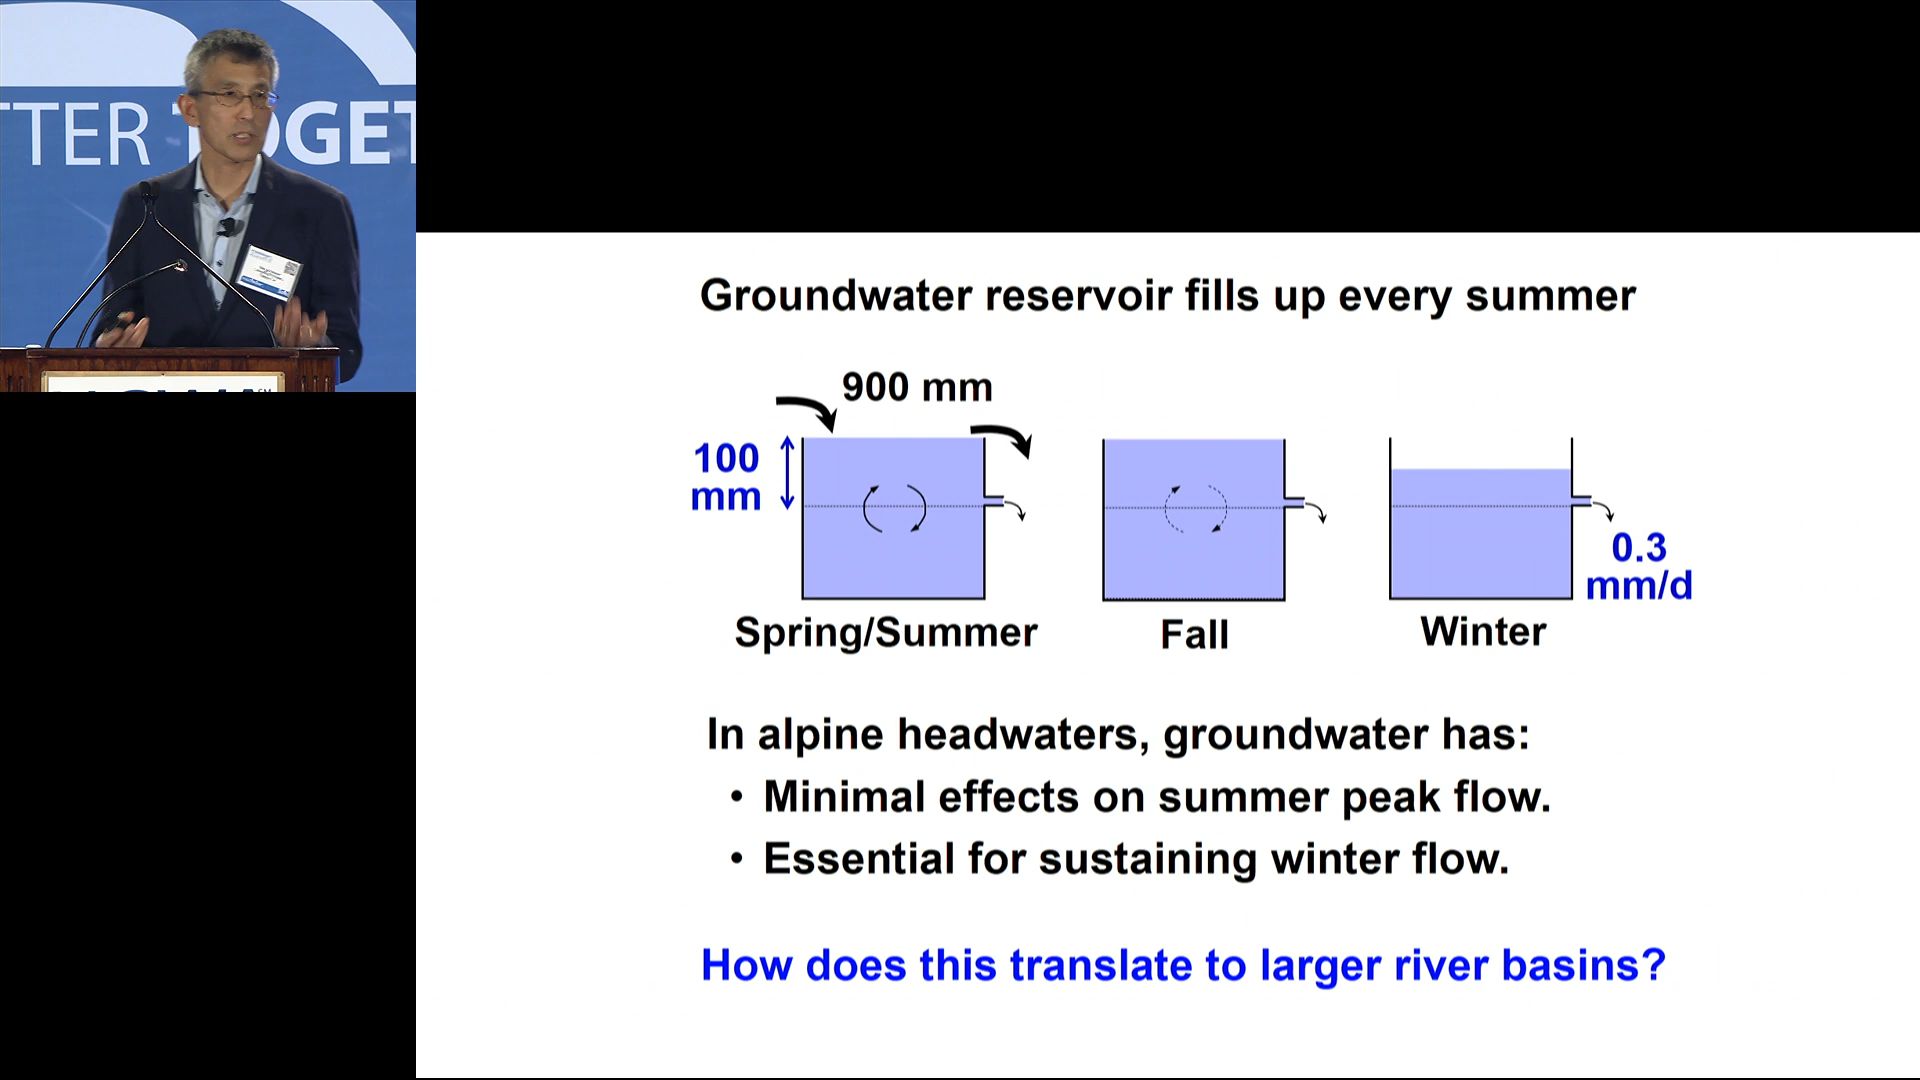 TTER TOGET
Groundwater reservoir fills up every summer
900 mm
100
mm
0.3
mm/d
Spring/Summer
Fall
Winter
In alpine headwaters, groundwater has:
• Minimal effects on summer peak flow.
• Essential for sustaining winter flow.
How does this translate to larger river basins?